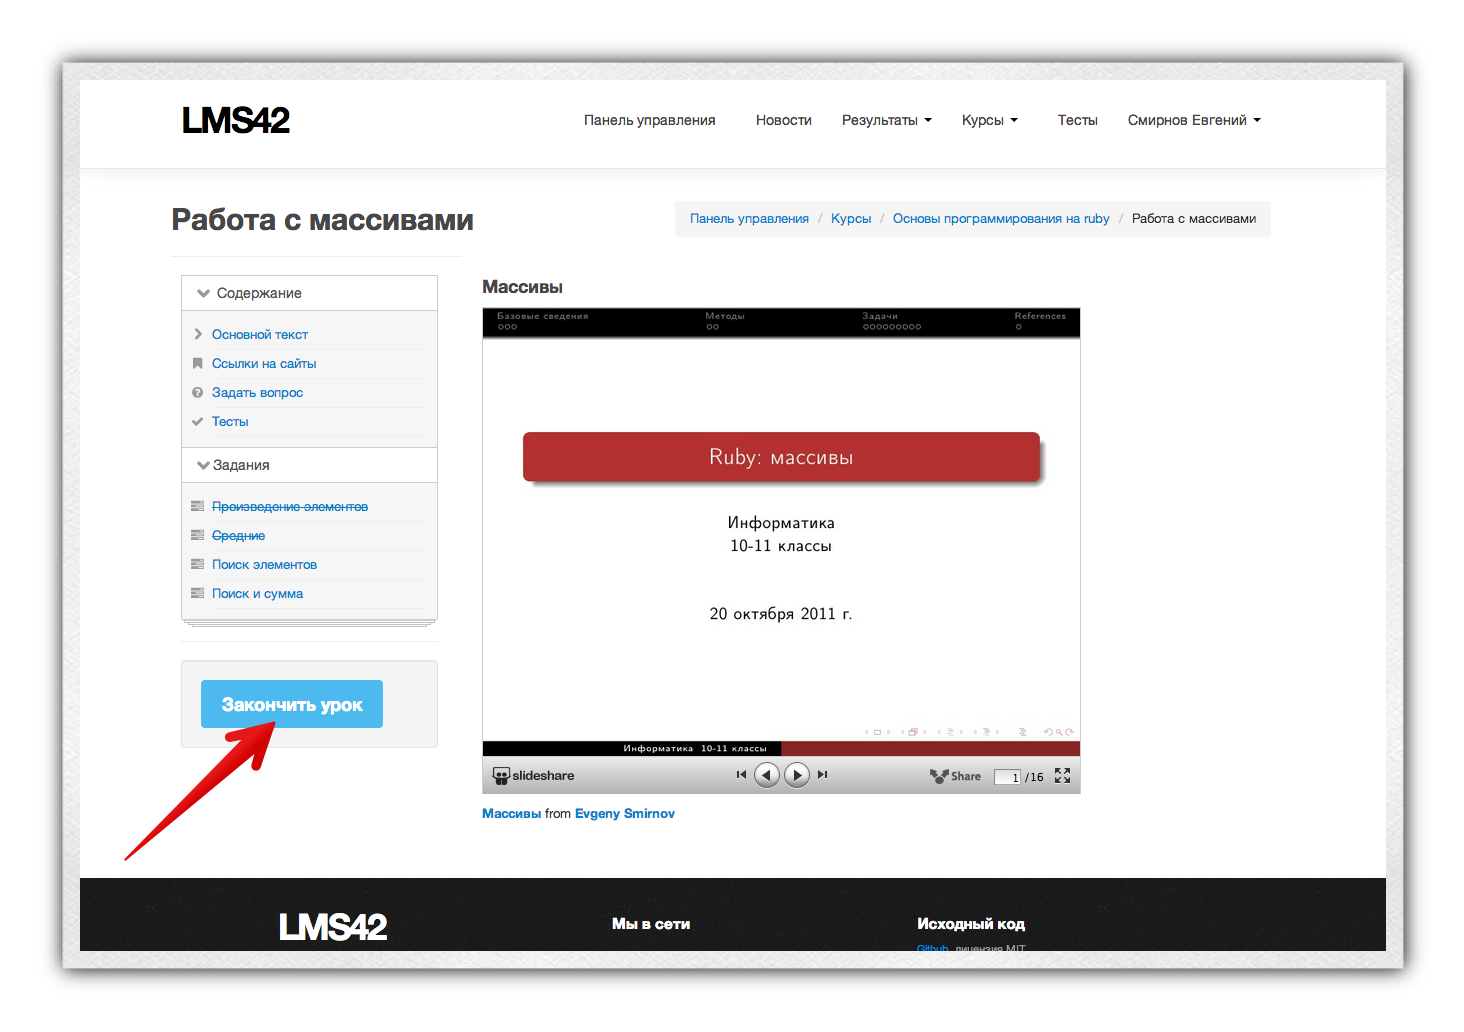 LMS42
Панель управления
Новости
Результаты
Курсы
Тесты
Смирнов Евгений
Работа с массивами
Панель управления / Курсы / Основы программирования на ruby / Работа с массивами
Содержание
Основной текст
Ссылки на сайты
Задать вопрос
Тесты
Задания
Произведение элементов
Средние
Поиск элементов
Поиск и сумма
Закончить урок
Массивы
Базовые сведения
Методы
Задачи
References
Ruby: массивы
Информатика
10-11 классы
20 октября 2011 г.
Информатика 10-11 классы
slideshare
Share
1 /16
Массивы from Evgeny Smirnov
LMS42
Мы в сети
Исходный код
Github, лицензия MIT